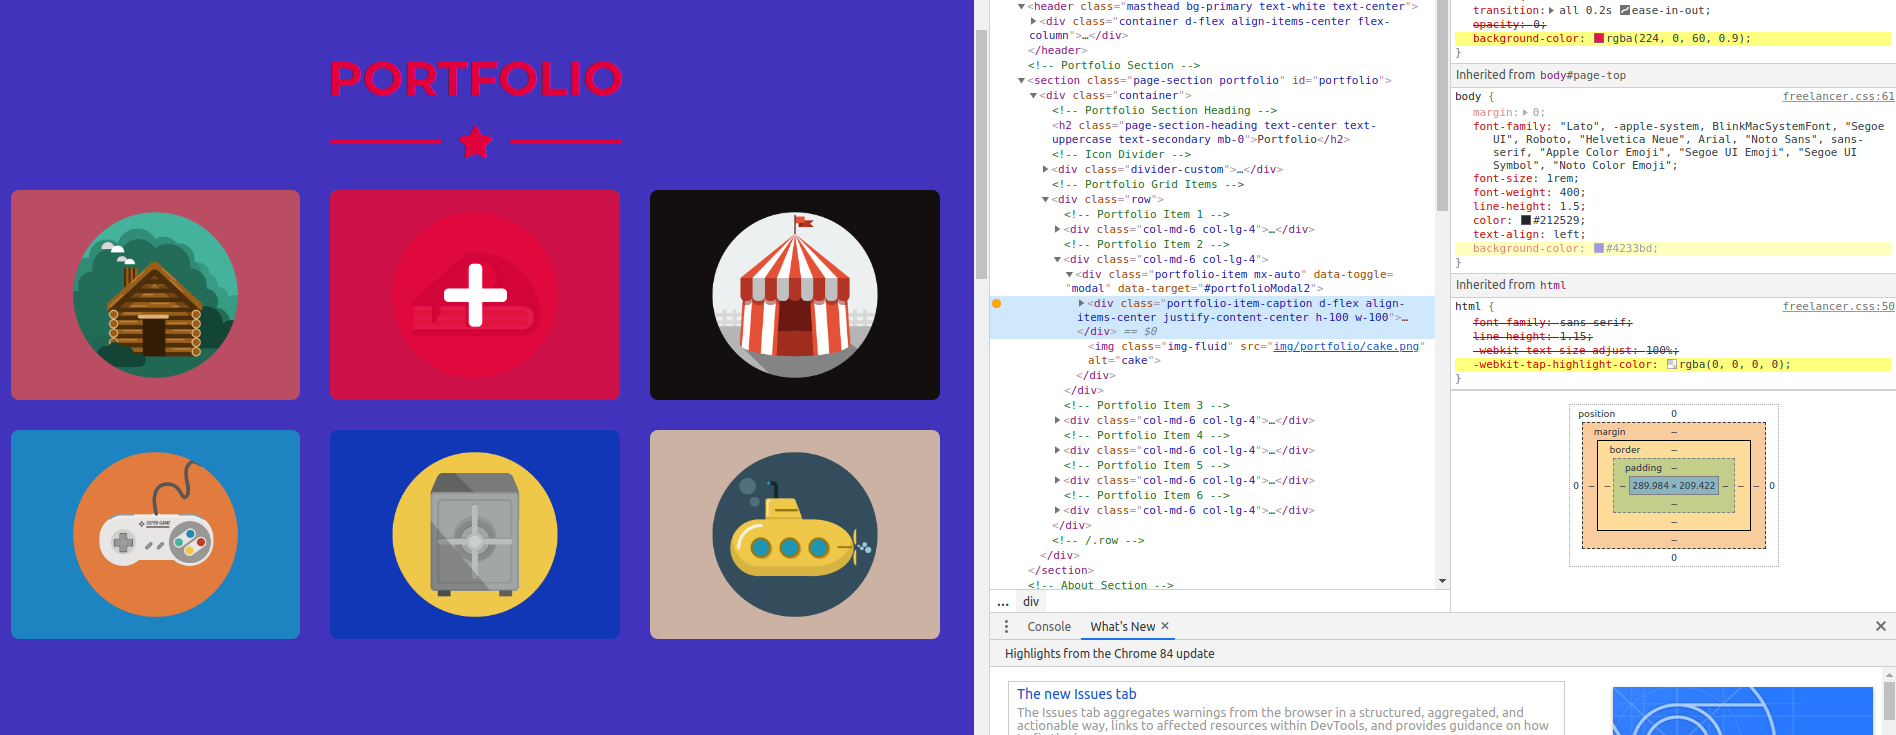 PORTFOLIO
SUPER GAME
<header class="masthead bg-primary text-white text-center">
<div class="container d-flex align-items-center flex-
column">…</div>
</header>
<!-- Portfolio Section -->
<section class="page-section portfolio" id="portfolio">
<div class="container">
<!-- Portfolio Section Heading -->
<h2 class="page-section-heading text-center text-
uppercase text-secondary mb-0">Portfolio</h2>
<!-- Icon Divider -->
<div class="divider-custom">…</div>
<!-- Portfolio Grid Items -->
<div class="row">
<!-- Portfolio Item 1 -->
<div class="col-md-6 col-lg-4">…</div>
<!-- Portfolio Item 2 -->
<div class="col-md-6 col-lg-4">
<div class="portfolio-item mx-auto" data-toggle=
"modal" data-target="#portfolioModal2">
<div class="portfolio-item-caption d-flex align-
items-center justify-content-center h-100 w-100">…
</div> == $0
<img class="img-fluid" src="img/portfolio/cake.png"
alt="cake">
</div>
</div>
<!-- Portfolio Item 3 -->
<div class="col-md-6 col-lg-4">…</div>
<!-- Portfolio Item 4 -->
<div class="col-md-6 col-lg-4">…</div>
<!-- Portfolio Item 5 -->
<div class="col-md-6 col-lg-4">…</div>
<!-- Portfolio Item 6 -->
<div class="col-md-6 col-lg-4">…</div>
</div>
<!-- /.row -->
</div>
</section>
<!-- About Section -->
... div
transition: all 0.2s ease-in-out;
opacity: 0;
background-color: rgba(224, 0, 60, 0.9);
}
Inherited from body#page-top
body { freelancer.css:61
margin: 0;
font-family: "Lato", -apple-system, BlinkMacSystemFont, "Segoe
UI", Roboto, "Helvetica Neue", Arial, "Noto Sans", sans-
serif, "Apple Color Emoji", "Segoe UI Emoji", "Segoe UI
Symbol", "Noto Color Emoji";
font-size: 1rem;
font-weight: 400;
line-height: 1.5;
color: #212529;
text-align: left;
background-color: #4233bd;
}
Inherited from html
html { freelancer.css:50
font-family: sans-serif;
line-height: 1.15;
-webkit-text-size-adjust: 100%;
-webkit-tap-highlight-color: rgba(0, 0, 0, 0);
}
position 0
margin –
border –
padding –
0 – – – 289.984 × 209.422 – – – 0
–
–
–
0
Console What's New ×
Highlights from the Chrome 84 update
The new Issues tab
The Issues tab aggregates warnings from the browser in a structured, aggregated, and
actionable way, links to affected resources within DevTools, and provides guidance on how